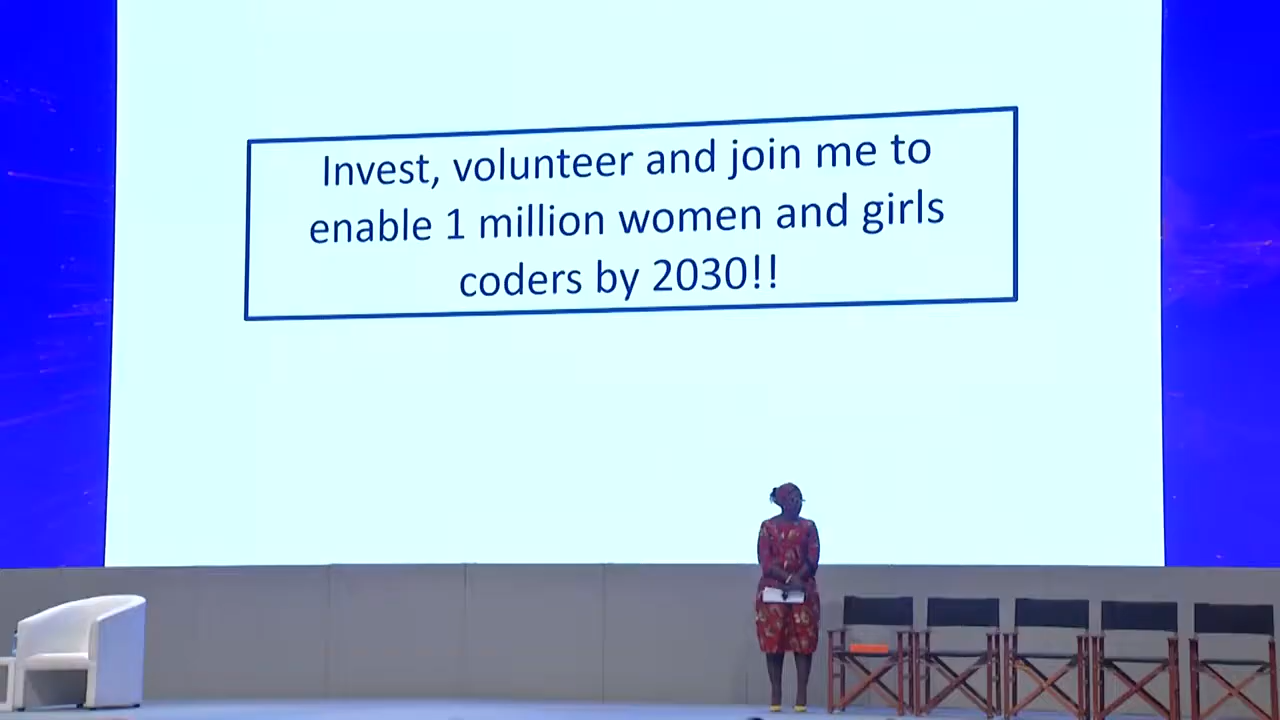 Invest, volunteer and join me to
enable 1 million women and girls
coders by 2030!!